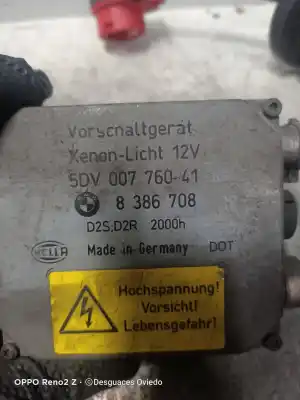 Vorschaltgerät
Xenon-Licht 12V
5DV 007 760-41
8 386 708
D2S,D2R 2000h
HELLA Made in Germany DOT
Hochspannung!
Vorsicht!
Lebensgefahr!
OPPO Reno2 Z • ©Desguaces Oviedo